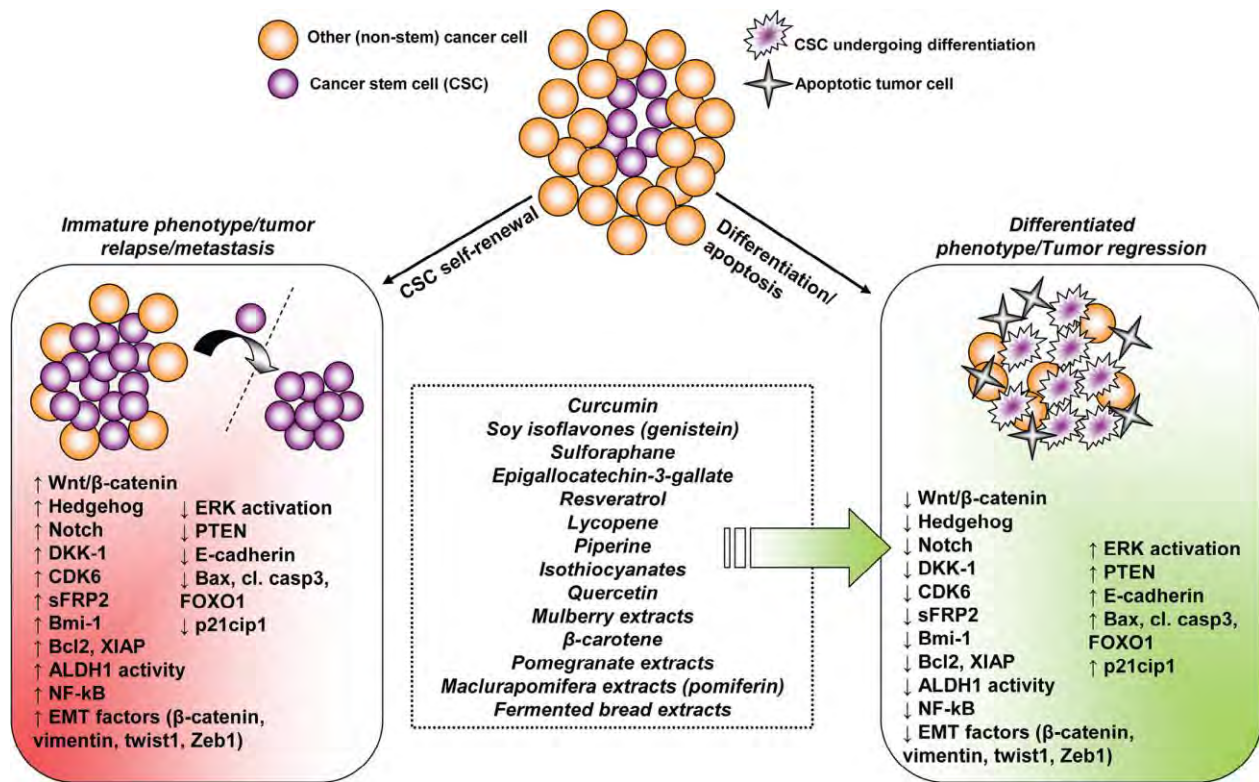 Other (non-stem) cancer cell
Cancer stem cell (CSC)
CSC undergoing differentiation
Apoptotic tumor cell
Immature phenotype/tumor
relapse/metastasis
CSC self-renewal
Differentiation/
apoptosis
Differentiated
phenotype/Tumor regression
↑ Wnt/β-catenin
↑ Hedgehog
↑ Notch
↑ DKK-1
↑ CDK6
↑ sFRP2
↑ Bmi-1
↑ Bcl2, XIAP
↑ ALDH1 activity
↑ NF-kB
↑ EMT factors (β-catenin,
vimentin, twist1, Zeb1)
↓ ERK activation
↓ PTEN
↓ E-cadherin
↓ Bax, cl. casp3,
FOXO1
↓ p21cip1
Curcumin
Soy isoflavones (genistein)
Sulforaphane
Epigallocatechin-3-gallate
Resveratrol
Lycopene
Piperine
Isothiocyanates
Quercetin
Mulberry extracts
β-carotene
Pomegranate extracts
Maclurapomifera extracts (pomiferin)
Fermented bread extracts
↓ Wnt/β-catenin
↓ Hedgehog
↓ Notch
↓ DKK-1
↓ CDK6
↓ sFRP2
↓ Bmi-1
↓ Bcl2, XIAP
↓ ALDH1 activity
↓ NF-kB
↓ EMT factors (β-catenin,
vimentin, twist1, Zeb1)
↑ ERK activation
↑ PTEN
↑ E-cadherin
↑ Bax, cl. casp3,
FOXO1
↑ p21cip1